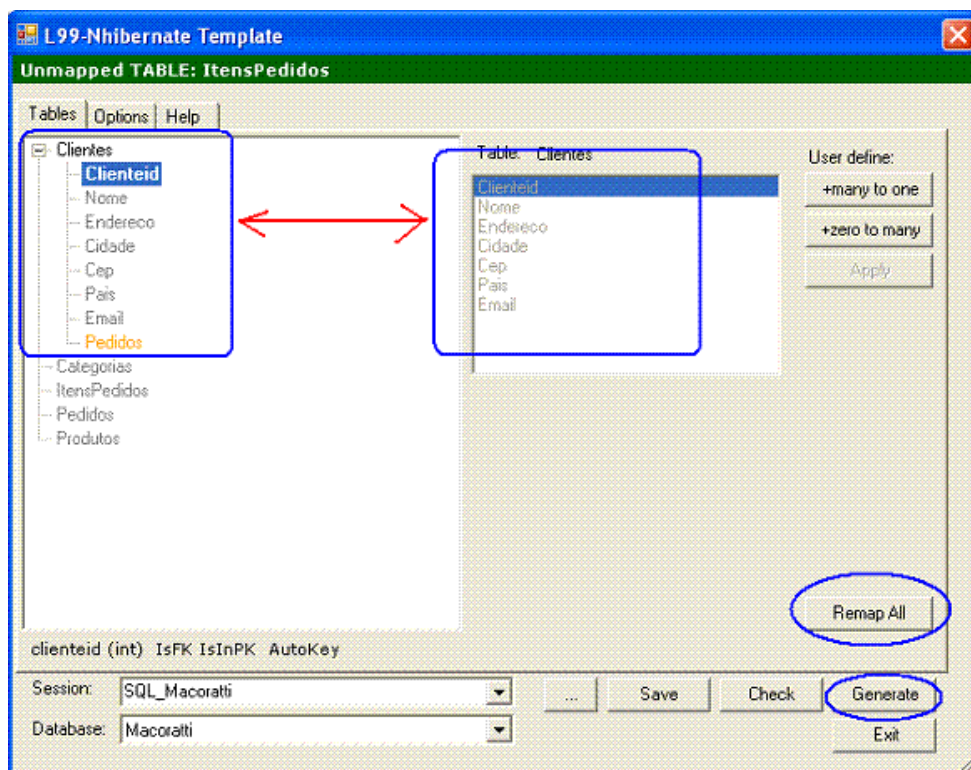 L99-Nhibernate Template
Unmapped TABLE: ItensPedidos
Tables Options Help
Clientes
Clienteid
Nome
Endereco
Cidade
Cep
Pais
Email
Pedidos
Categorias
ItensPedidos
Pedidos
Produtos
Table: Clientes
Clienteid
Nome
Endereco
Cidade
Cep
Pais
Email
User define:
+many to one
+zero to many
Apply
Remap All
clienteid (int) IsFK IsInPK AutoKey
Session: SQL_Macoratti ... Save Check Generate
Database: Macoratti Exit